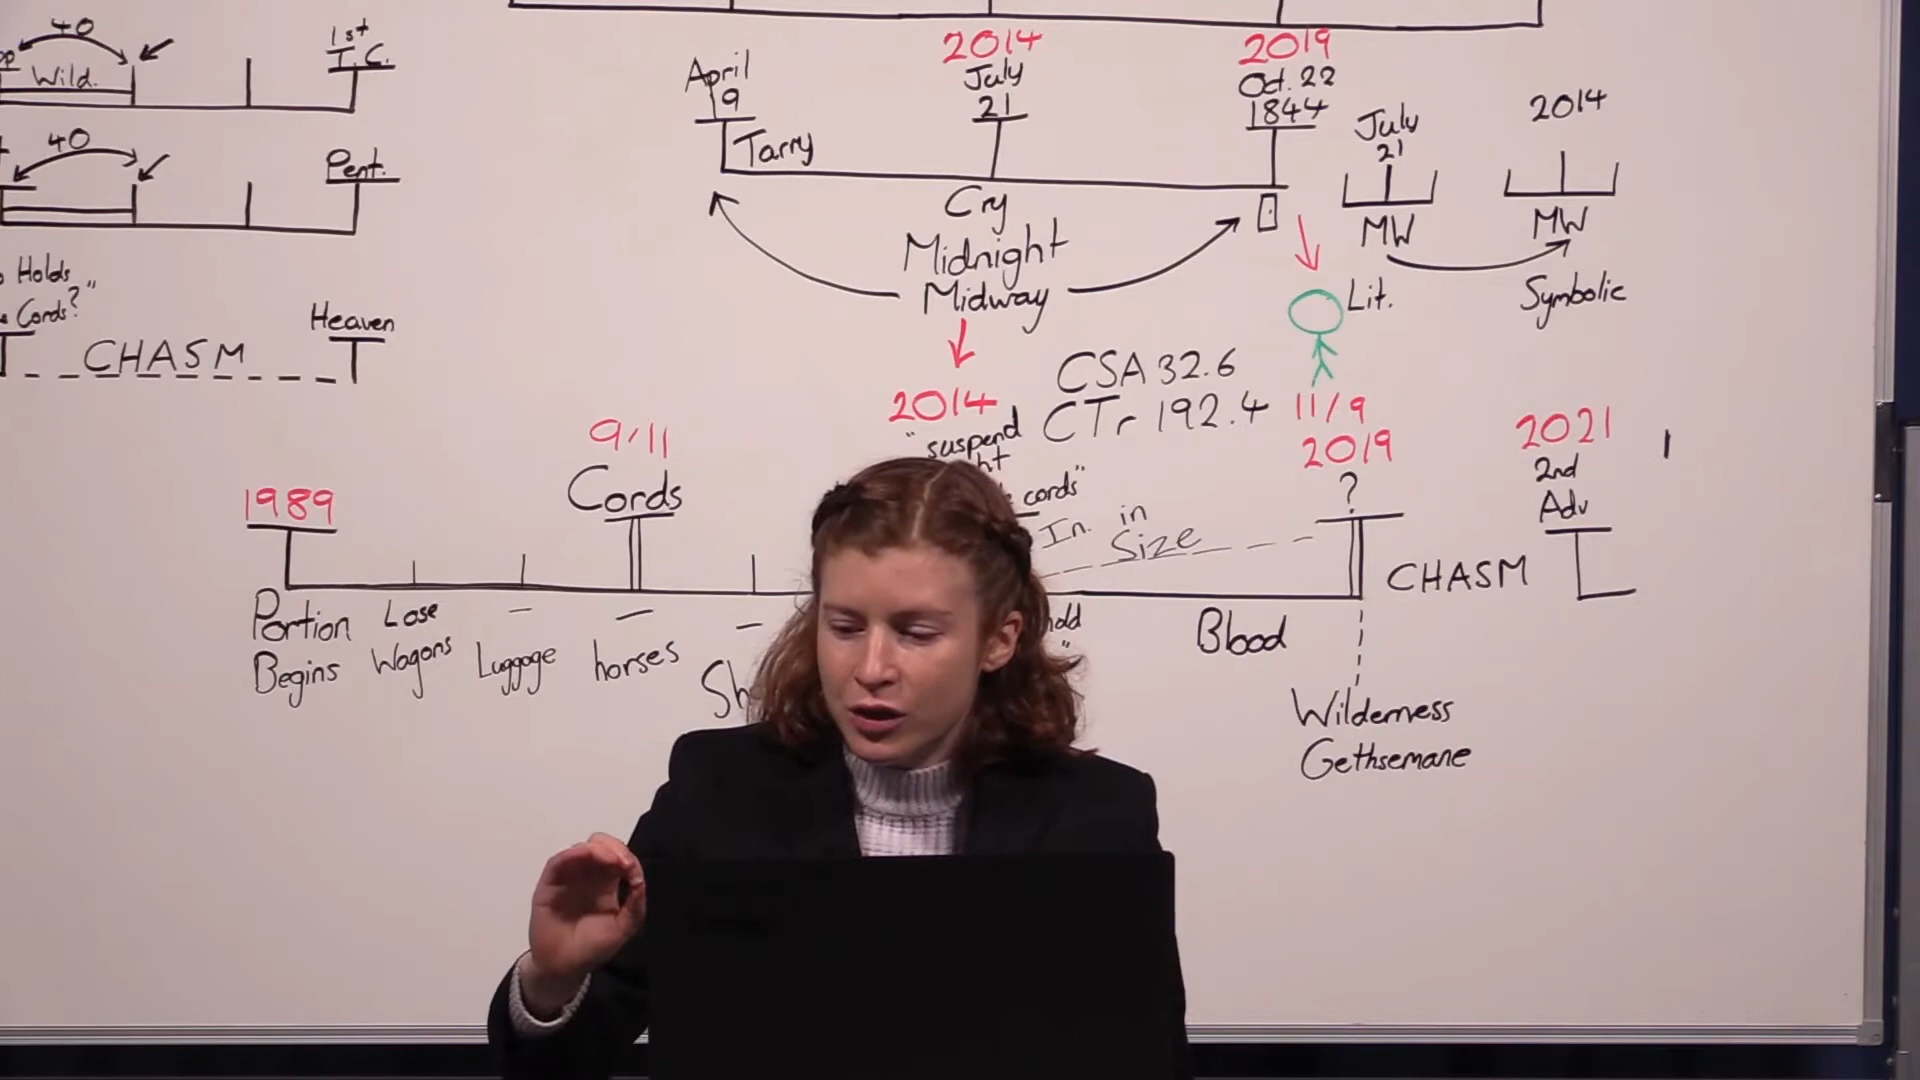 40
Wild.
1st
T.C.
40
Pent.
Holds
Cords?"
CHASM
Heaven
April
19
Tarry
2014
July
21
2019
Oct. 22
1844
Cry
Midnight
Midway
July
21
MW
2014
MW
Lit.
Symbolic
CSA 32.6
CTr 192.4
1989
9/11
Cords
2014
"suspend
cords"
In. in
Size
11/9
2019
?
2021
2nd
Adv
CHASM
Portion
Begins
Lose
Wagons
–
Luggage
–
horses
–
Blood
Wilderness
Gethsemane